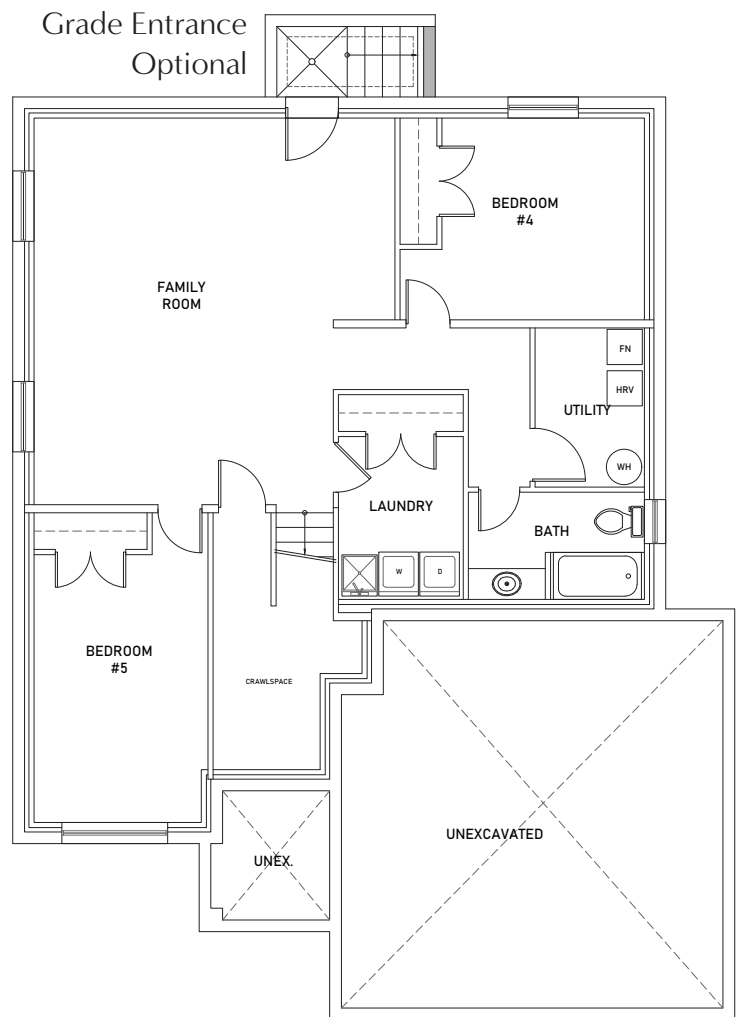 Grade Entrance
Optional
BEDROOM
#4
FAMILY
ROOM
FN
HRV
UTILITY
WH
LAUNDRY
BATH
W
D
BEDROOM
#5
CRAWLSPACE
UNEXCAVATED
UNEX.